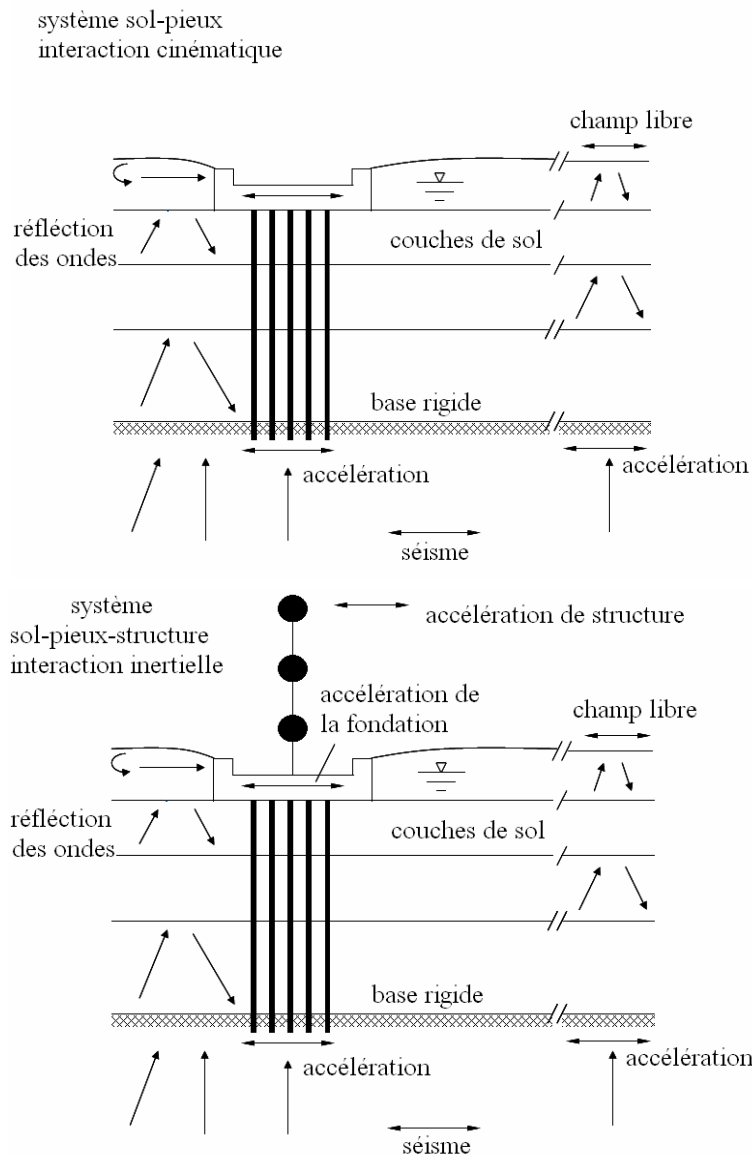 système sol-pieux
interaction cinématique
champ libre
réfléction
des ondes
couches de sol
base rigide
accélération
accélération
séisme
système
sol-pieux-structure
interaction inertielle
accélération de structure
accélération de
la fondation
champ libre
réfléction
des ondes
couches de sol
base rigide
accélération
accélération
séisme